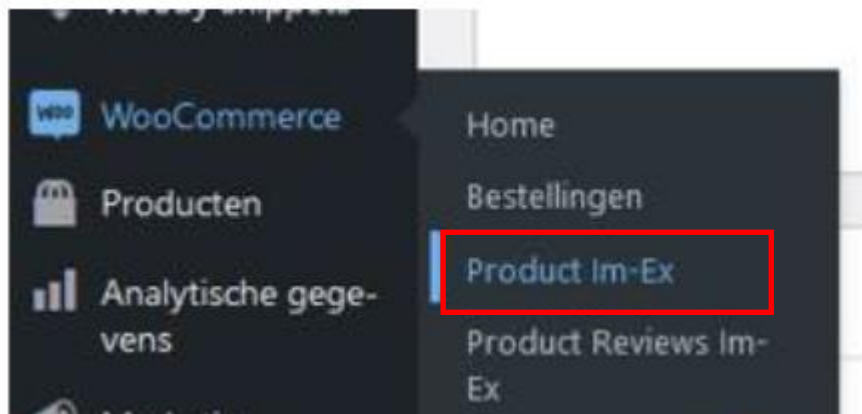 WooCommerce
Producten
Analytische gege-
vens
Home
Bestellingen
Product Im-Ex
Product Reviews Im-
Ex